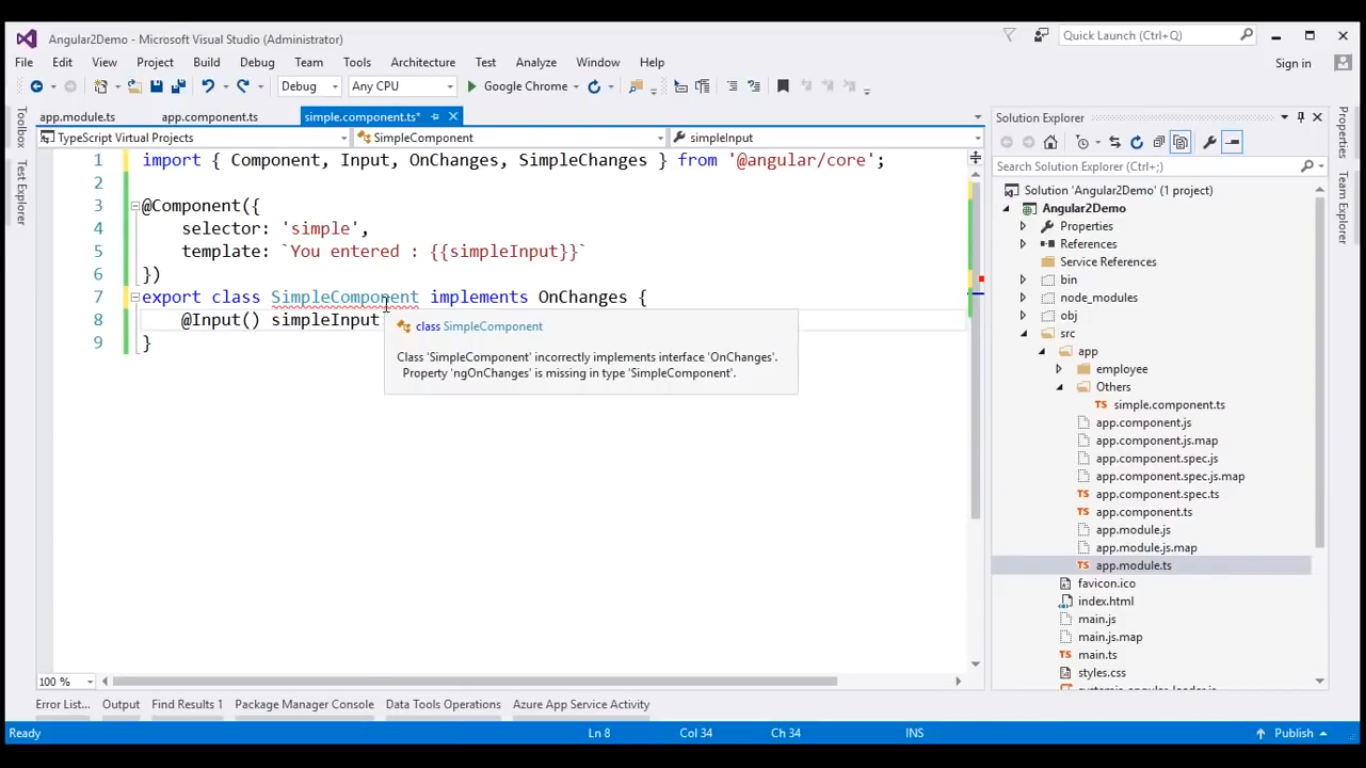 Angular2Demo - Microsoft Visual Studio (Administrator)
Quick Launch (Ctrl+Q)
File Edit View Project Build Debug Team Tools Architecture Test Analyze Window Help
Sign in
Debug Any CPU Google Chrome
Toolbox
Test Explorer
app.module.ts app.component.ts simple.component.ts*
TypeScript Virtual Projects SimpleComponent simpleInput
1 import { Component, Input, OnChanges, SimpleChanges } from '@angular/core';
2
3 @Component({
4 selector: 'simple',
5 template: `You entered : {{simpleInput}}`
6 })
7 export class SimpleComponent implements OnChanges {
8 @Input() simpleInput
9 }
class SimpleComponent
Class 'SimpleComponent' incorrectly implements interface 'OnChanges'.
Property 'ngOnChanges' is missing in type 'SimpleComponent'.
100 %
Solution Explorer
Search Solution Explorer (Ctrl+;)
Solution 'Angular2Demo' (1 project)
Angular2Demo
Properties
References
Service References
bin
node_modules
obj
src
app
employee
Others
simple.component.ts
app.component.js
app.component.js.map
app.component.spec.js
app.component.spec.js.map
app.component.spec.ts
app.component.ts
app.module.js
app.module.js.map
app.module.ts
favicon.ico
index.html
main.js
main.js.map
main.ts
styles.css
Properties
Team Explorer
Error List... Output Find Results 1 Package Manager Console Data Tools Operations Azure App Service Activity
Ready Ln 8 Col 34 Ch 34 INS Publish